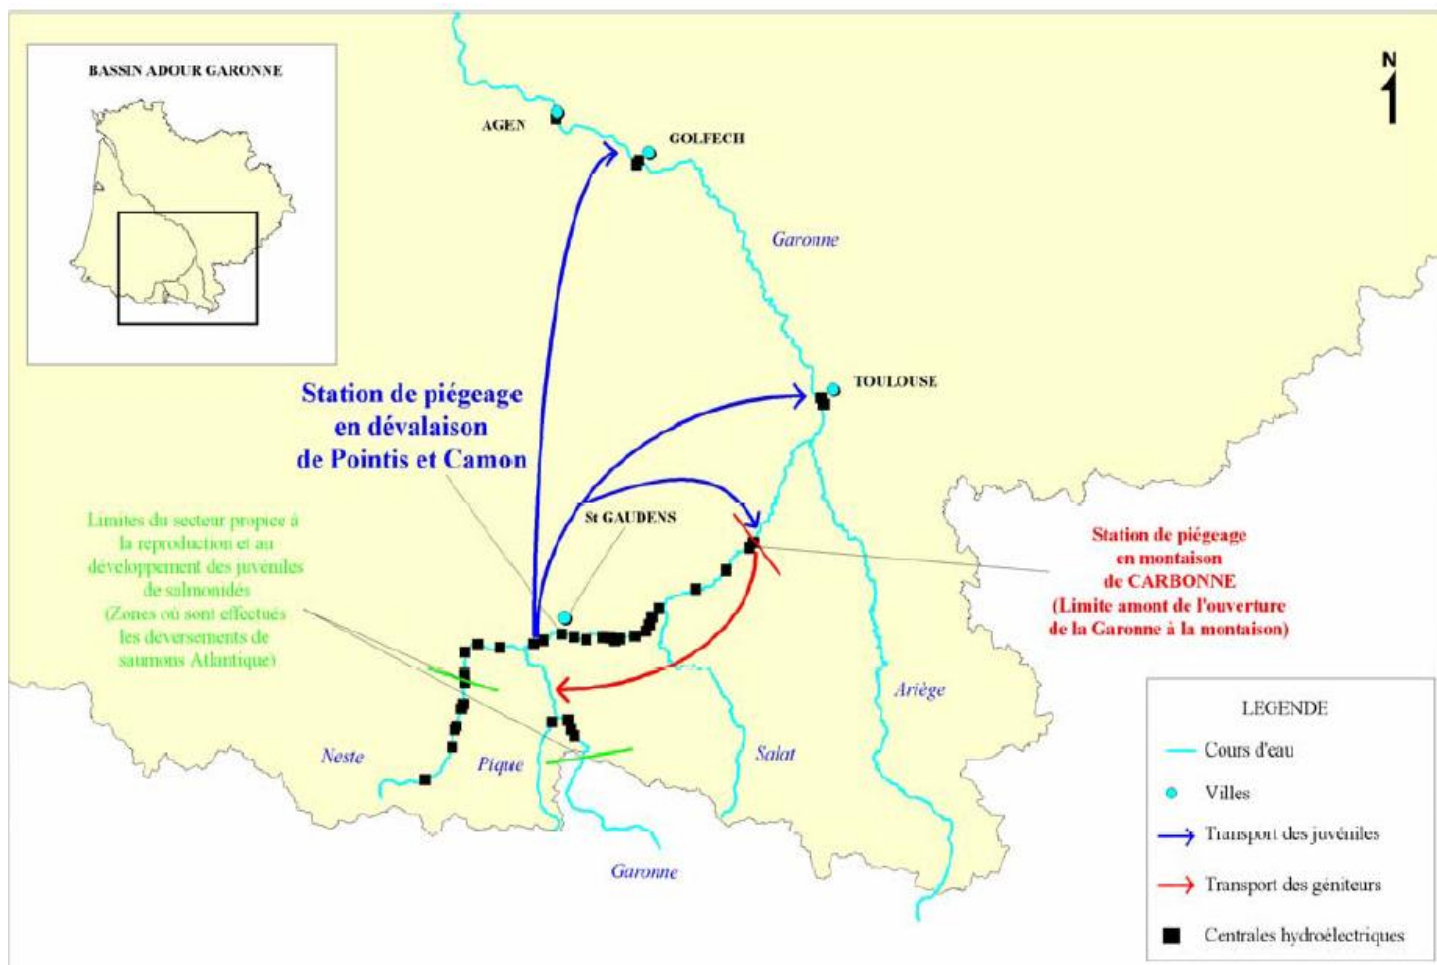 BASSIN ADOUR GARONNE
N
AGEN
GOLFECH
Garonne
TOULOUSE
Station de piégeage
en dévalaison
de Pointis et Camon
St GAUDENS
Limites du secteur propice à
la reproduction et au
développement des juvéniles
de salmonidés
(Zones où sont effectués
les déversements de
saumons Atlantique)
Station de piégeage
en montaison
de CARBONNE
(Limite amont de l'ouverture
de la Garonne à la montaison)
Neste
Pique
Salat
Ariège
Garonne
LEGENDE
Cours d'eau
Villes
Transport des juvéniles
Transport des géniteurs
Centrales hydroélectriques